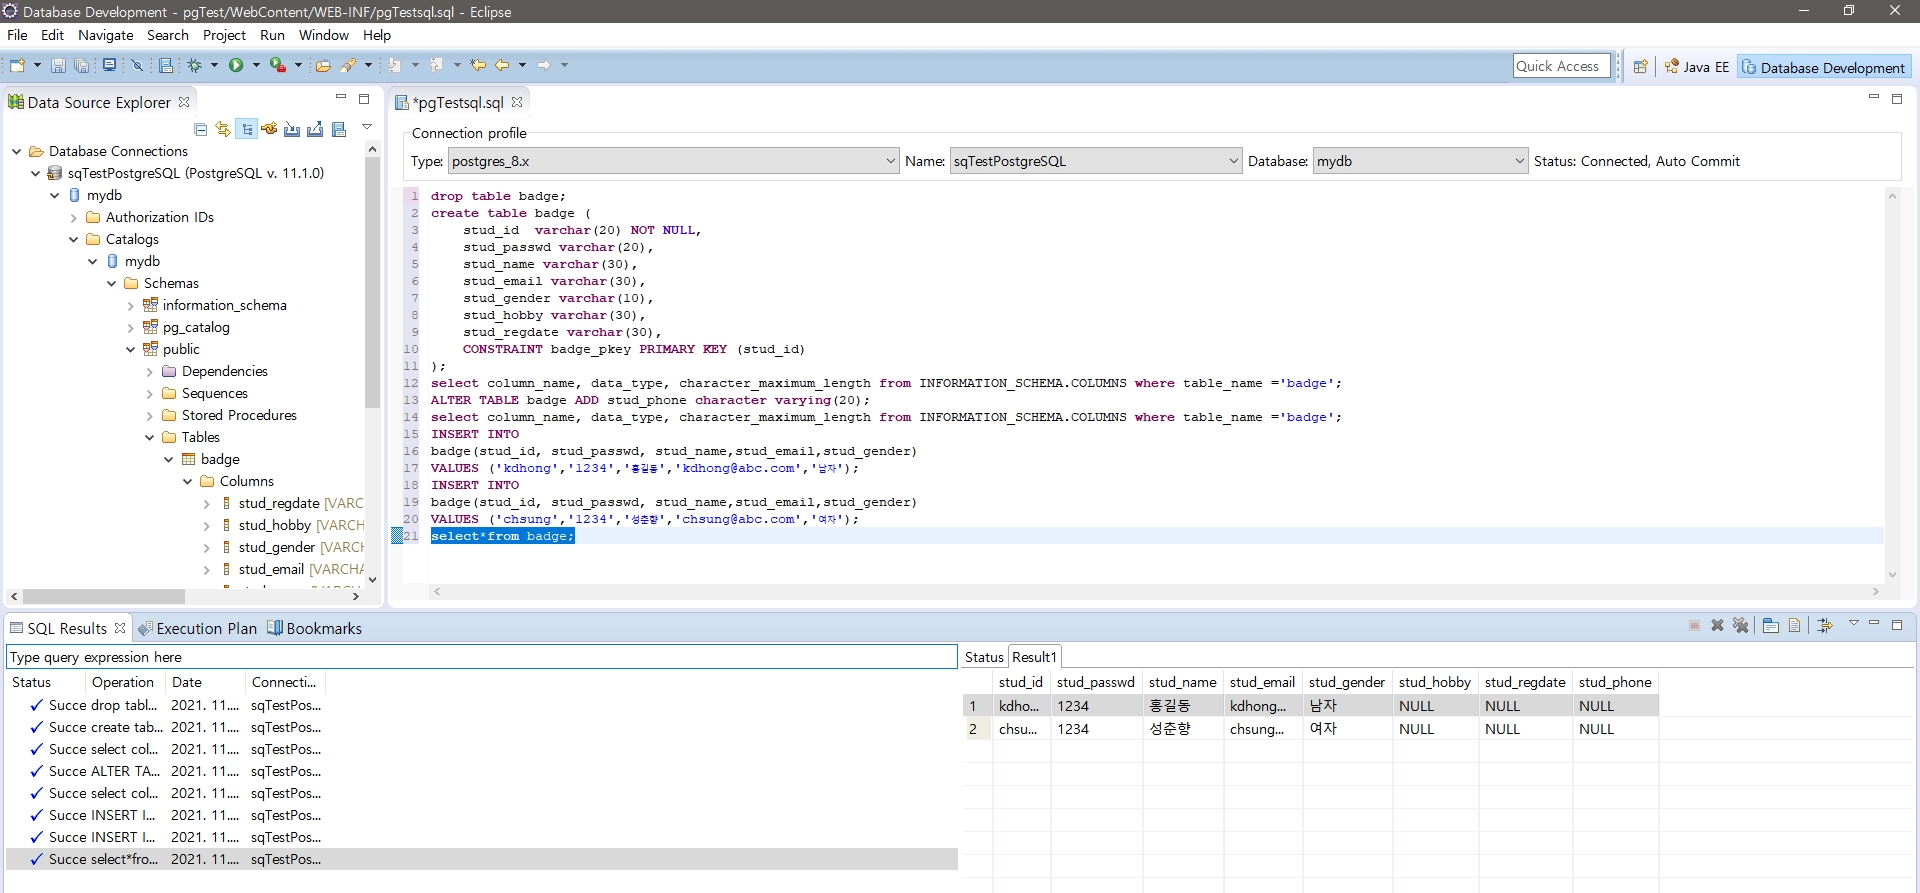 Database Development - pgTest/WebContent/WEB-INF/pgTestsql.sql - Eclipse
File Edit Navigate Search Project Run Window Help
Quick Access
Java EE
Database Development
Data Source Explorer
Database Connections
sqTestPostgreSQL (PostgreSQL v. 11.1.0)
mydb
Authorization IDs
Catalogs
mydb
Schemas
information_schema
pg_catalog
public
Dependencies
Sequences
Stored Procedures
Tables
badge
Columns
stud_regdate [VARC
stud_hobby [VARCH
stud_gender [VARCH
stud_email [VARCHA
*pgTestsql.sql
Connection profile
Type: postgres_8.x Name: sqTestPostgreSQL Database: mydb Status: Connected, Auto Commit
1 drop table badge;
2 create table badge (
3 stud_id varchar(20) NOT NULL,
4 stud_passwd varchar(20),
5 stud_name varchar(30),
6 stud_email varchar(30),
7 stud_gender varchar(10),
8 stud_hobby varchar(30),
9 stud_regdate varchar(30),
10 CONSTRAINT badge_pkey PRIMARY KEY (stud_id)
11 );
12 select column_name, data_type, character_maximum_length from INFORMATION_SCHEMA.COLUMNS where table_name ='badge';
13 ALTER TABLE badge ADD stud_phone character varying(20);
14 select column_name, data_type, character_maximum_length from INFORMATION_SCHEMA.COLUMNS where table_name ='badge';
15 INSERT INTO
16 badge(stud_id, stud_passwd, stud_name,stud_email,stud_gender)
17 VALUES ('kdhong','1234','홍길동','kdhong@abc.com','남자');
18 INSERT INTO
19 badge(stud_id, stud_passwd, stud_name,stud_email,stud_gender)
20 VALUES ('chsung','1234','성춘향','chsung@abc.com','여자');
21 select*from badge;
SQL Results Execution Plan Bookmarks
Type query expression here
Status Operation Date Connecti...
Succe drop tabl... 2021. 11.... sqTestPos...
Succe create tab... 2021. 11.... sqTestPos...
Succe select col... 2021. 11.... sqTestPos...
Succe ALTER TA... 2021. 11.... sqTestPos...
Succe select col... 2021. 11.... sqTestPos...
Succe INSERT I... 2021. 11.... sqTestPos...
Succe INSERT I... 2021. 11.... sqTestPos...
Succe select*fro... 2021. 11.... sqTestPos...
Status Result1
stud_id stud_passwd stud_name stud_email stud_gender stud_hobby stud_regdate stud_phone
1 kdho... 1234 홍길동 kdhong... 남자 NULL NULL NULL
2 chsu... 1234 성춘향 chsung... 여자 NULL NULL NULL